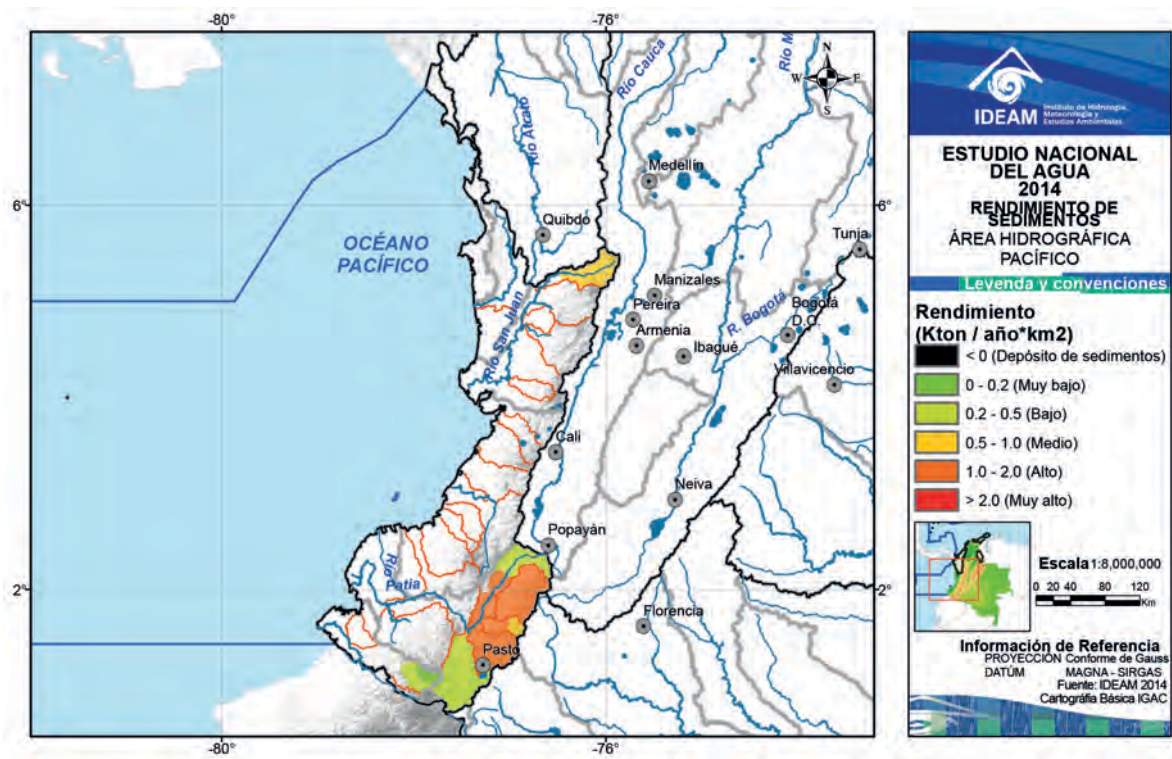 -80°
-76°
Río Cauca
Río M
N
W E
S
Río Atrato
Medellín
6°
6°
Quibdo
Tunja
OCÉANO
PACÍFICO
Manizales
Pereira
Bogotá
D.C.
R. Bogotá
Río San Juan
Armenia
Ibagué
Villavicencio
Cali
Neiva
Popayán
Río
Patia
2°
2°
Florencia
Pasto
-80°
-76°
IDEAM
Instituto de Hidrología,
Meteorología y
Estudios Ambientales
ESTUDIO NACIONAL
DEL AGUA
2014
RENDIMIENTO DE
SEDIMENTOS
ÁREA HIDROGRÁFICA
PACÍFICO
Leyenda y convenciones
Rendimiento
(Kton / año*km2)
< 0 (Depósito de sedimentos)
0 - 0.2 (Muy bajo)
0.2 - 0.5 (Bajo)
0.5 - 1.0 (Medio)
1.0 - 2.0 (Alto)
> 2.0 (Muy alto)
Escala 1:8,000,000
0 20 40 80 120
Km
Información de Referencia
PROYECCIÓN Conforme de Gauss
DATÚM MAGNA - SIRGAS
Fuente: IDEAM 2014
Cartográfia Básica IGAC